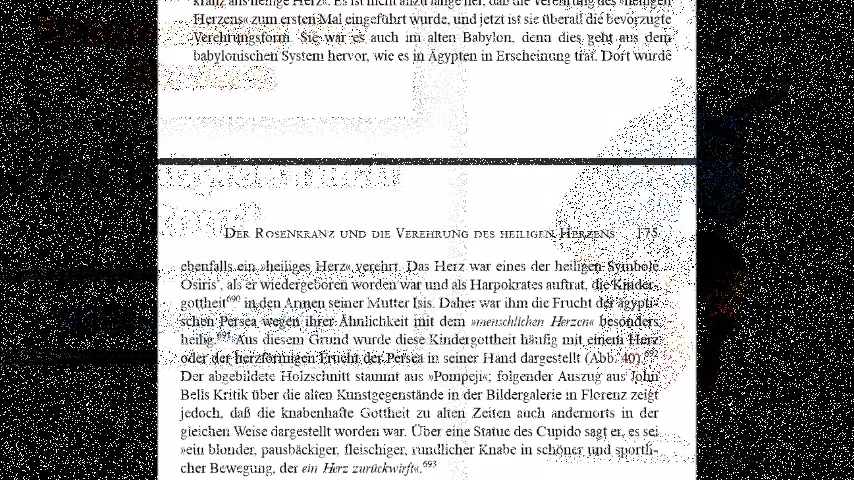 kranz ans heilige Herz«. Es ist nicht allzu lange her, daß die Verehrung des »heiligen
Herzens« zum ersten Mal eingeführt wurde, und jetzt ist sie überall die bevorzugte
Verehrungsform. Sie war es auch im alten Babylon, denn dies geht aus dem
babylonischen System hervor, wie es in Ägypten in Erscheinung trat. Dort wurde
DER ROSENKRANZ UND DIE VEREHRUNG DES HEILIGEN HERZENS 175
ebenfalls ein »heiliges Herz« verehrt. Das Herz war eines der heiligen Symbole
Osiris', als er wiedergeboren worden war und als Harpokrates auftrat, die Kinder-
gottheit690 in den Armen seiner Mutter Isis. Daher war ihm die Frucht der ägypti-
schen Persea wegen ihrer Ähnlichkeit mit dem »menschlichen Herzen« besonders
heilig.691 Aus diesem Grund wurde diese Kindergottheit häufig mit einem Herz
oder der herzförmigen Frucht der Persea in seiner Hand dargestellt (Abb. 40).692
Der abgebildete Holzschnitt stammt aus »Pompeji«; folgender Auszug aus John
Bells Kritik über die alten Kunstgegenstände in der Bildergalerie in Florenz zeigt
jedoch, daß die knabenhafte Gottheit zu alten Zeiten auch andernorts in der
gleichen Weise dargestellt worden war. Über eine Statue des Cupido sagt er, es sei
»ein blonder, pausbäckiger, fleischiger, rundlicher Knabe in schöner und sportli-
cher Bewegung, der ein Herz zurückwirft«.693